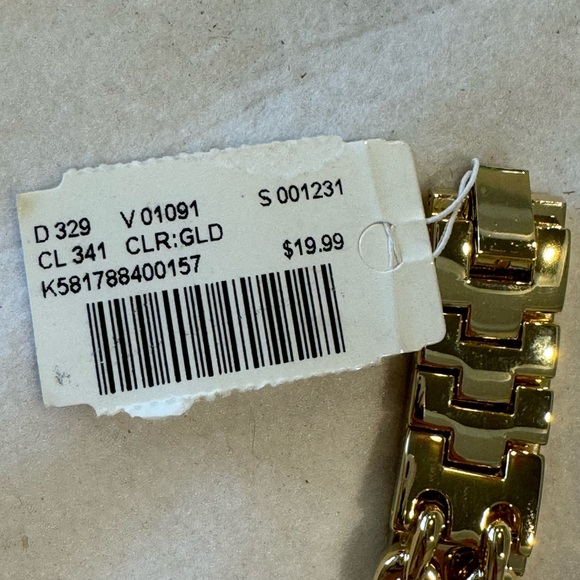 D 329 V 01091 S 001231
CL 341 CLR:GLD $19.99
K581788400157